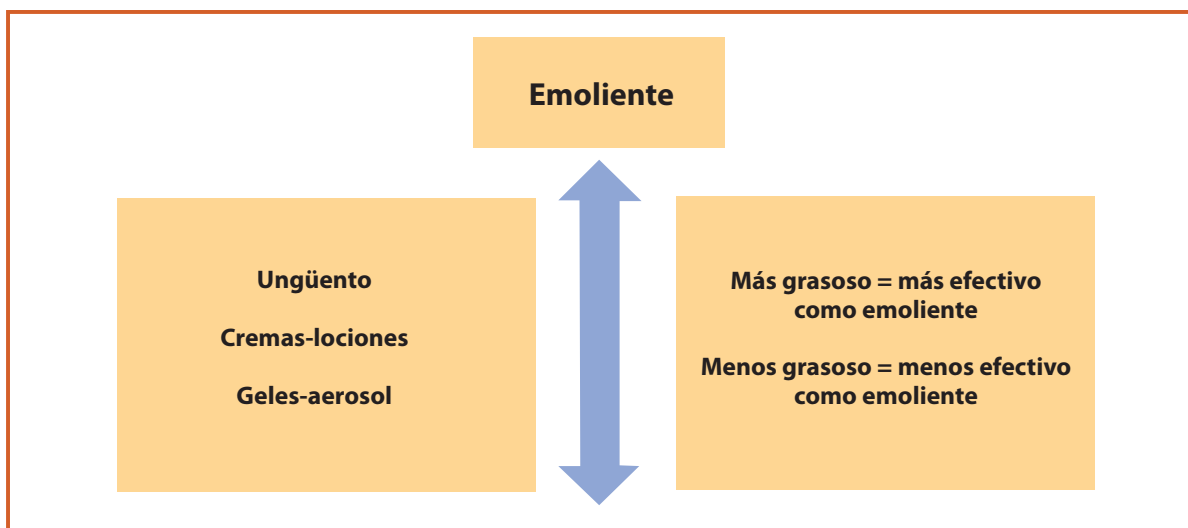 Emoliente
Ungüento
Cremas-lociones
Geles-aerosol
Más grasoso = más efectivo
como emoliente
Menos grasoso = menos efectivo
como emoliente